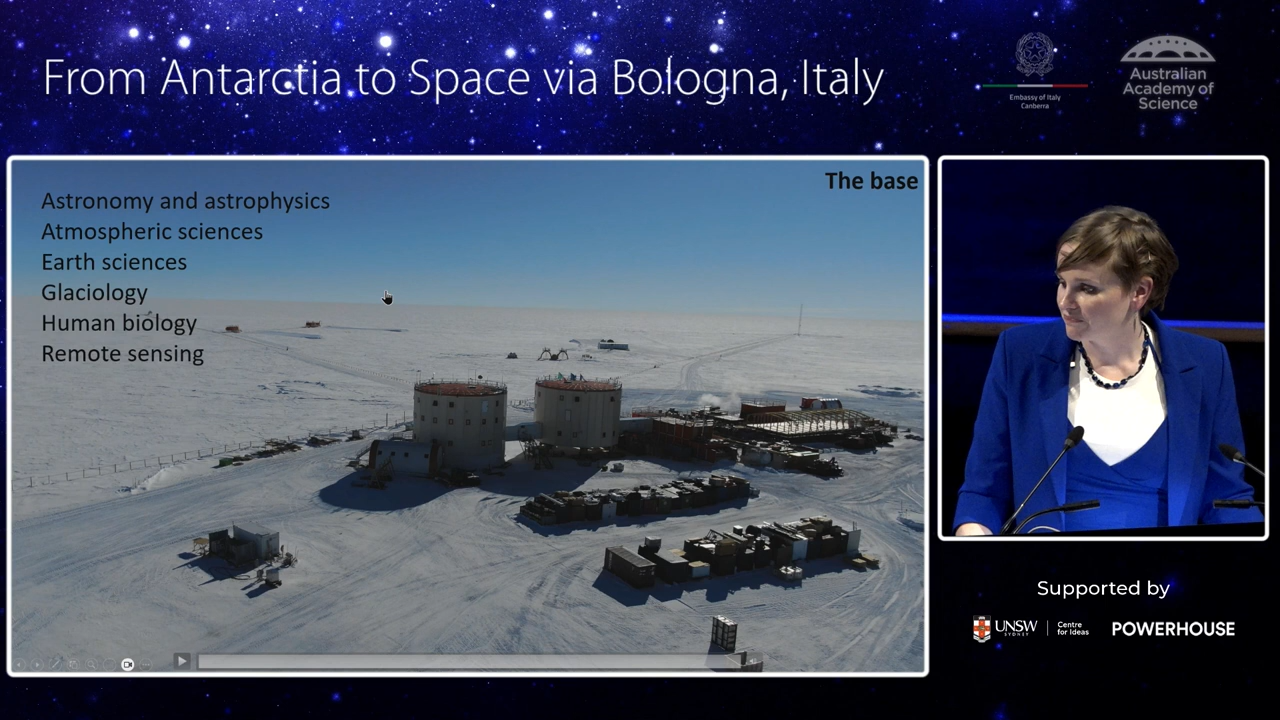 From Antarctia to Space via Bologna, Italy
Embassy of Italy
Canberra
Australian
Academy of
Science
The base
Astronomy and astrophysics
Atmospheric sciences
Earth sciences
Glaciology
Human biology
Remote sensing
Supported by
UNSW
SYDNEY
Centre
for Ideas
POWERHOUSE